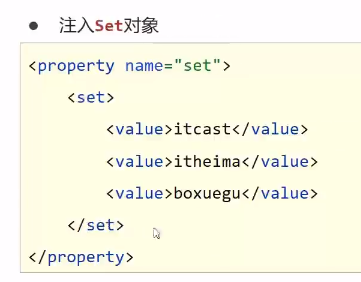 ● 注入Set对象
<property name="set">
    <set>
        <value>itcast</value>
        <value>itheima</value>
        <value>boxuegu</value>
    </set>
</property>